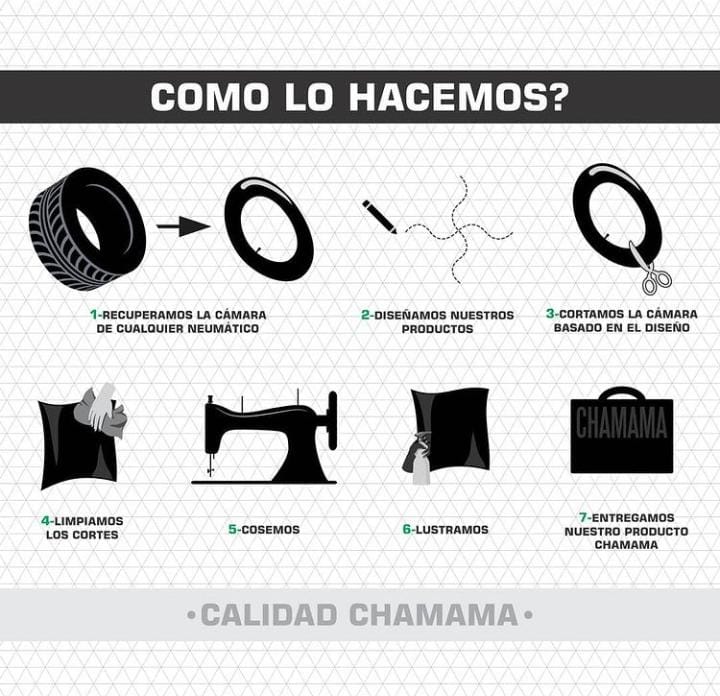 COMO LO HACEMOS?
1-RECUPERAMOS LA CÁMARA
DE CUALQUIER NEUMÁTICO
2-DISEÑAMOS NUESTROS
PRODUCTOS
3-CORTAMOS LA CÁMARA
BASADO EN EL DISEÑO
4-LIMPIAMOS
LOS CORTES
5-COSEMOS
6-LUSTRAMOS
CHAMAMA
7-ENTREGAMOS
NUESTRO PRODUCTO
CHAMAMA
•CALIDAD CHAMAMA•